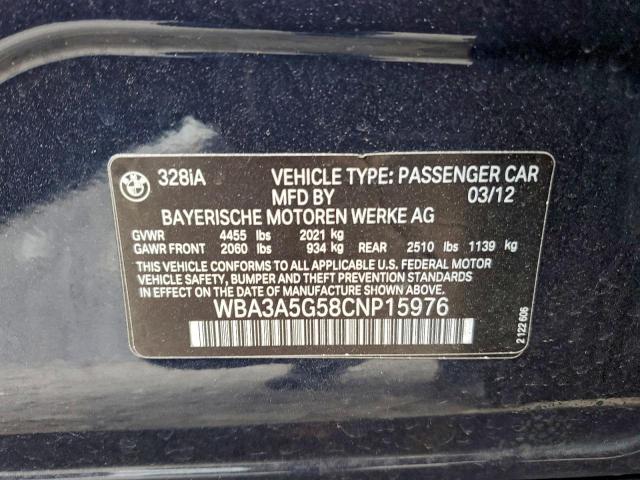 BMW
328iA VEHICLE TYPE: PASSENGER CAR
MFD BY 03/12
BAYERISCHE MOTOREN WERKE AG
GVWR 4455 lbs 2021 kg
GAWR FRONT 2060 lbs 934 kg REAR 2510 lbs 1139 kg
THIS VEHICLE CONFORMS TO ALL APPLICABLE U.S. FEDERAL MOTOR
VEHICLE SAFETY, BUMPER AND THEFT PREVENTION STANDARDS
IN EFFECT ON THE DATE OF MANUFACTURE SHOWN ABOVE.
WBA3A5G58CNP15976
2 122 606